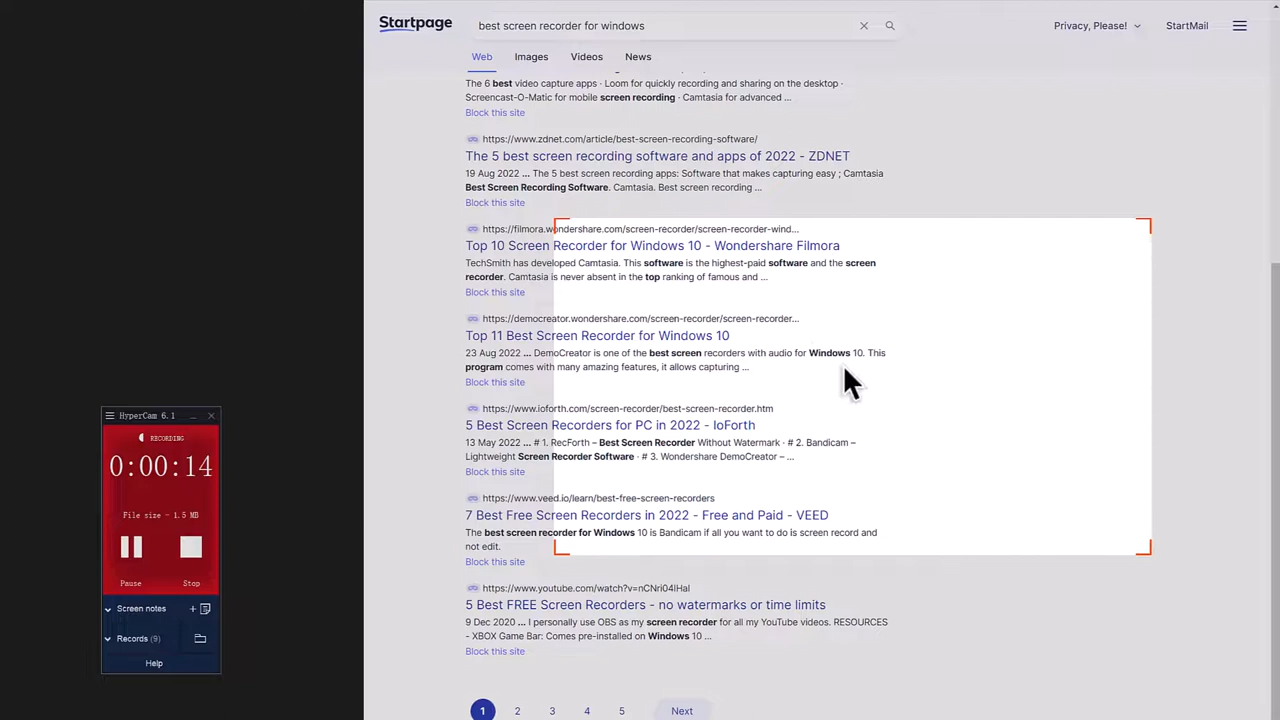 Startpage
best screen recorder for windows
Privacy, Please!
StartMail
Web
Images
Videos
News
The 6 best video capture apps · Loom for quickly recording and sharing on the desktop ·
Screencast-O-Matic for mobile screen recording · Camtasia for advanced ...
Block this site
https://www.zdnet.com/article/best-screen-recording-software/
The 5 best screen recording software and apps of 2022 - ZDNET
19 Aug 2022 ... The 5 best screen recording apps: Software that makes capturing easy ; Camtasia
Best Screen Recording Software. Camtasia. Best screen recording ...
Block this site
https://filmora.wondershare.com/screen-recorder/screen-recorder-wind...
Top 10 Screen Recorder for Windows 10 - Wondershare Filmora
TechSmith has developed Camtasia. This software is the highest-paid software and the screen
recorder. Camtasia is never absent in the top ranking of famous and ...
Block this site
https://democreator.wondershare.com/screen-recorder/screen-recorder...
Top 11 Best Screen Recorder for Windows 10
23 Aug 2022 ... DemoCreator is one of the best screen recorders with audio for Windows 10. This
program comes with many amazing features, it allows capturing ...
Block this site
https://www.ioforth.com/screen-recorder/best-screen-recorder.htm
5 Best Screen Recorders for PC in 2022 - IoForth
13 May 2022 ... # 1. RecForth – Best Screen Recorder Without Watermark · # 2. Bandicam –
Lightweight Screen Recorder Software · # 3. Wondershare DemoCreator – ...
Block this site
https://www.veed.io/learn/best-free-screen-recorders
7 Best Free Screen Recorders in 2022 - Free and Paid - VEED
The best screen recorder for Windows 10 is Bandicam if all you want to do is screen record and
not edit.
Block this site
https://www.youtube.com/watch?v=nCNri04lHaI
5 Best FREE Screen Recorders - no watermarks or time limits
9 Dec 2020 ... I personally use OBS as my screen recorder for all my YouTube videos. RESOURCES
- XBOX Game Bar: Comes pre-installed on Windows 10 ...
Block this site
1 2 3 4 5 Next
HyperCam 6.1
RECORDING
0:00:14
File size – 1.5 MB
Pause
Stop
Screen notes
Records (9)
Help